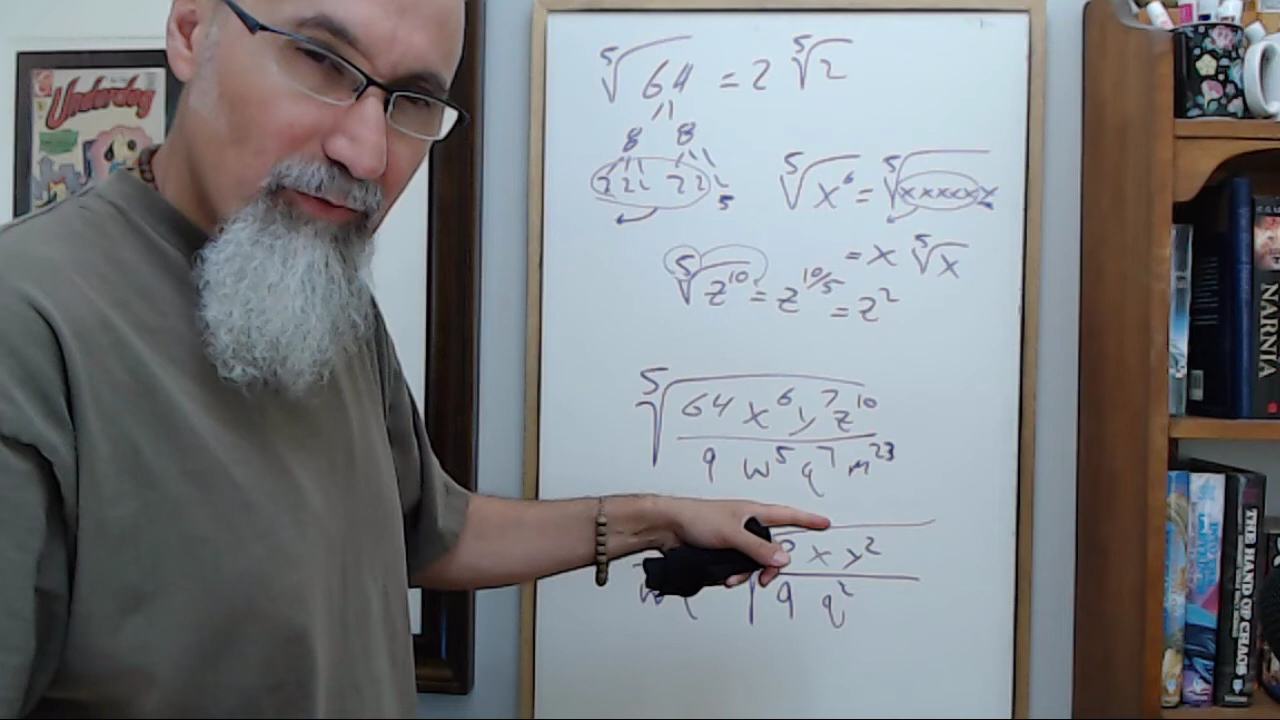 Underdog
⁵√64 = 2 ⁵√2
8 8
2 2 2 2 2 2
5
⁵√x⁶ = ⁵√xxxxxx
= x ⁵√x
⁵√z¹⁰ = z^10/5
= z²
⁵√64 x⁶ y⁷ z¹⁰
9 w⁵ q⁷ m²³
x y²
w q
9 q²
NARNIA
THE HAND OF CHAOS